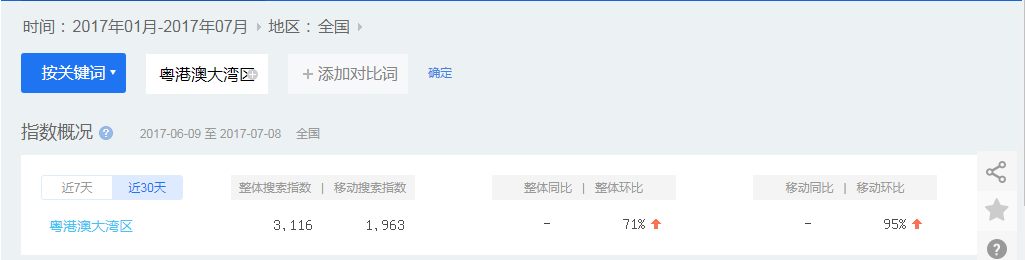 时间：2017年01月-2017年07月 地区：全国
按关键词 粤港澳大湾区 + 添加对比词 确定
指数概况 ? 2017-06-09 至 2017-07-08 全国
近7天 近30天 整体搜索指数 | 移动搜索指数 整体同比 | 整体环比 移动同比 | 移动环比
粤港澳大湾区 3,116 1,963 - 71% - 95%
?